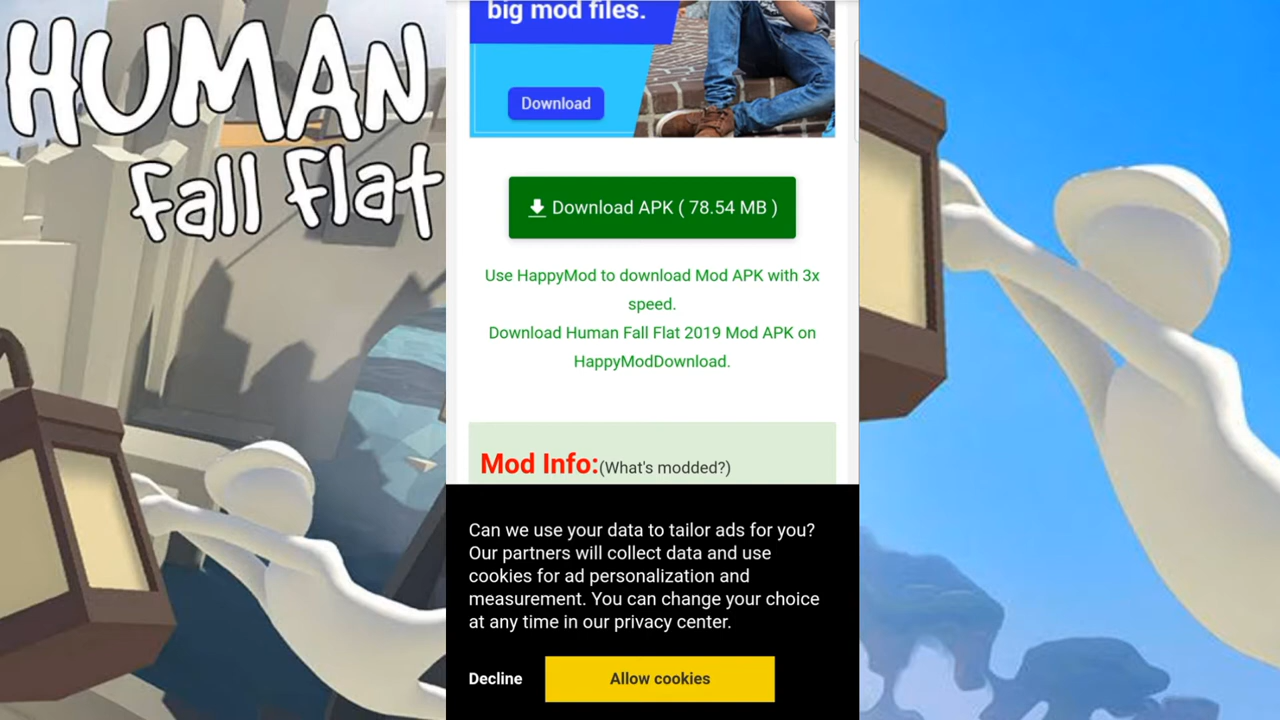 HUMAN
fall flat
big mod files.
Download
Download APK ( 78.54 MB )
Use HappyMod to download Mod APK with 3x
speed.
Download Human Fall Flat 2019 Mod APK on
HappyModDownload.
Mod Info:(What's modded?)
Can we use your data to tailor ads for you?
Our partners will collect data and use
cookies for ad personalization and
measurement. You can change your choice
at any time in our privacy center.
Decline
Allow cookies